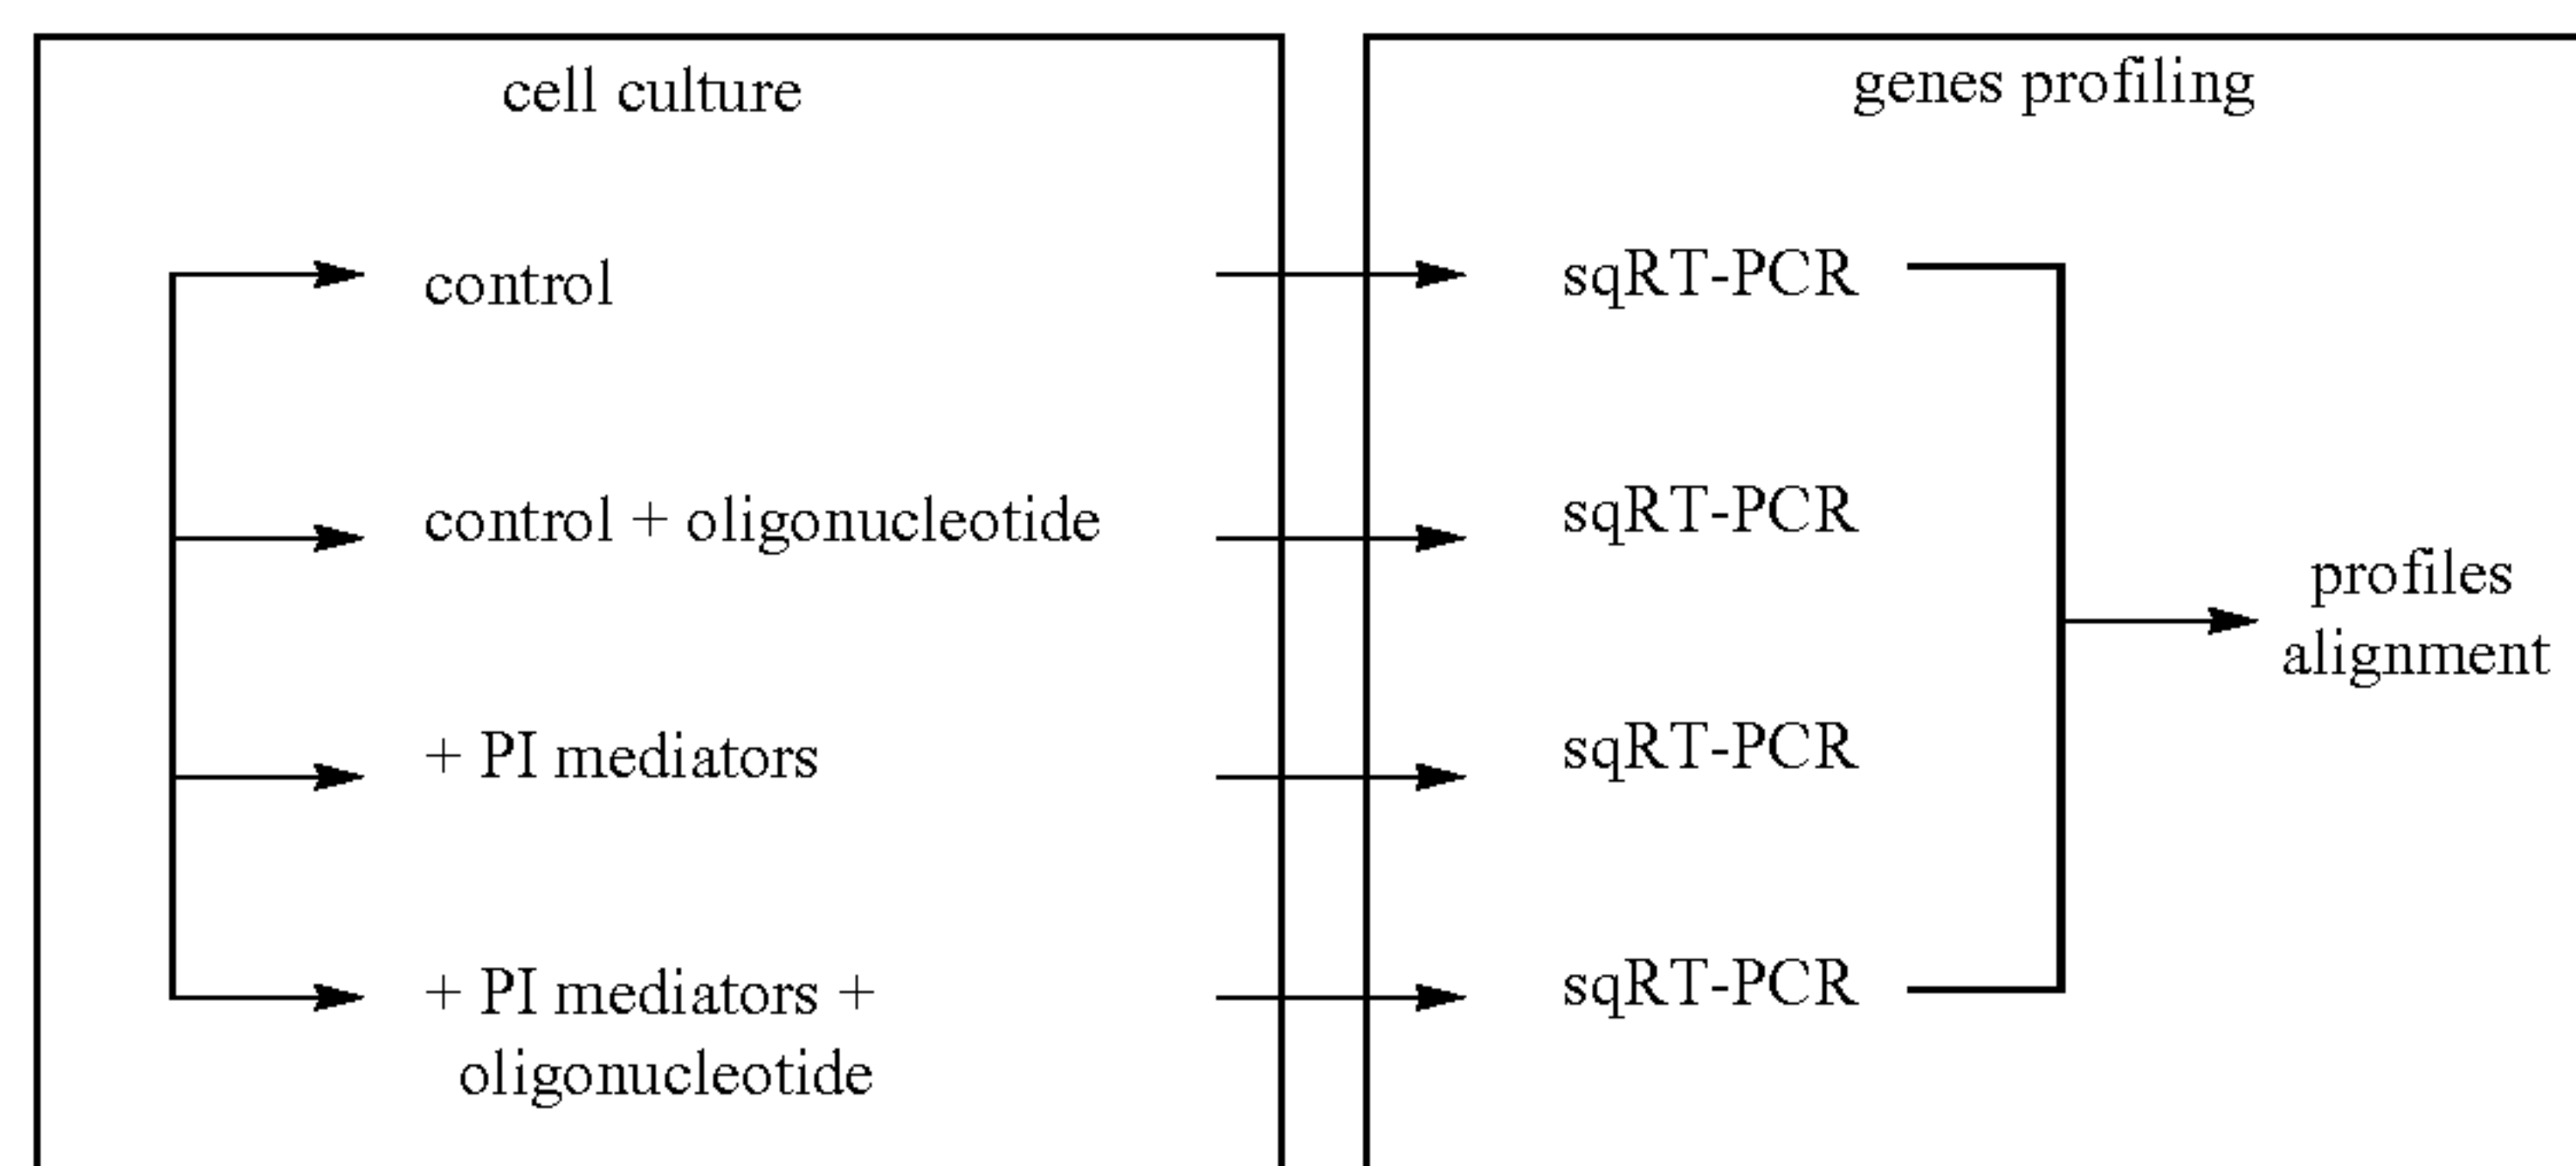 cell culture
control
control + oligonucleotide
+ PI mediators
+ PI mediators +
oligonucleotide
genes profiling
sqRT-PCR
sqRT-PCR
sqRT-PCR
sqRT-PCR
profiles
alignment